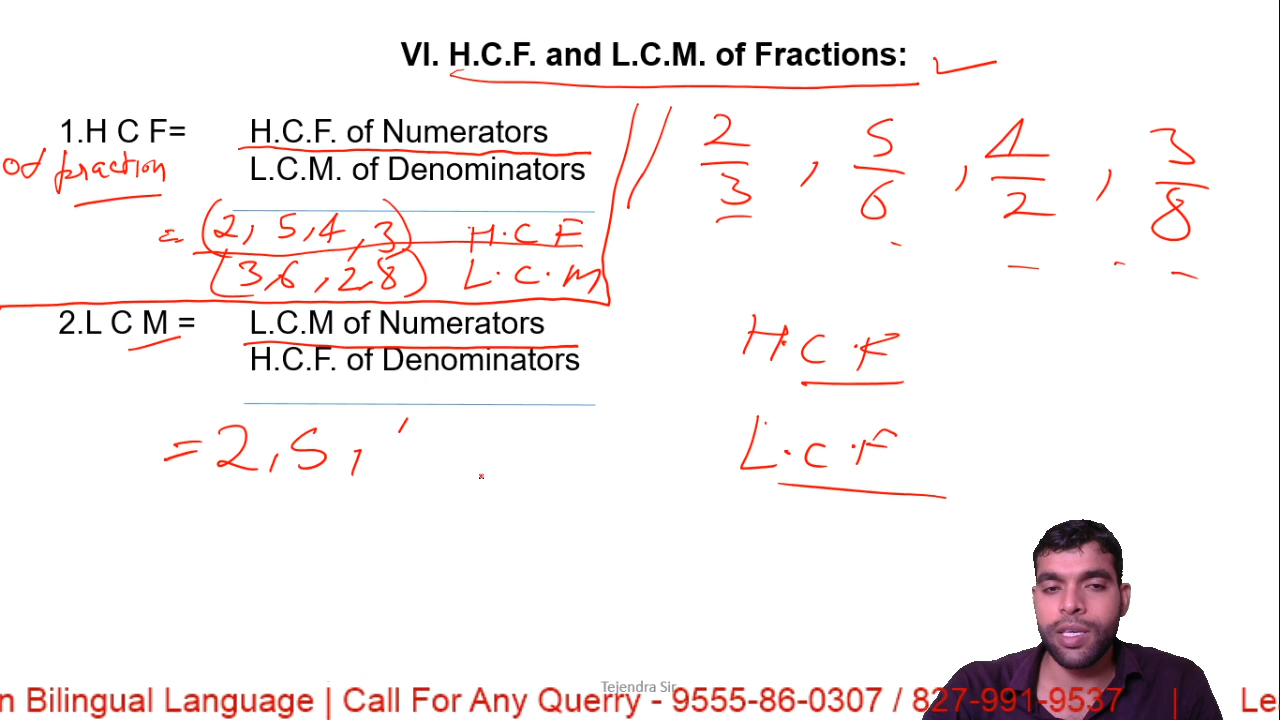 VI. H.C.F. and L.C.M. of Fractions:
1.H C F= H.C.F. of Numerators
of fraction L.C.M. of Denominators
= (2, 5, 4, 3) H.C.F
(3, 6, 2, 8) L.C.M
2/3 , 5/6 , 4/2 , 3/8
2.L C M = L.C.M of Numerators
H.C.F. of Denominators
= 2, 5, '
H.C.F
L.C.F
Tejendra Sir
n Bilingual Language | Call For Any Querry - 9555-86-0307 / 827-991-9537 | Le